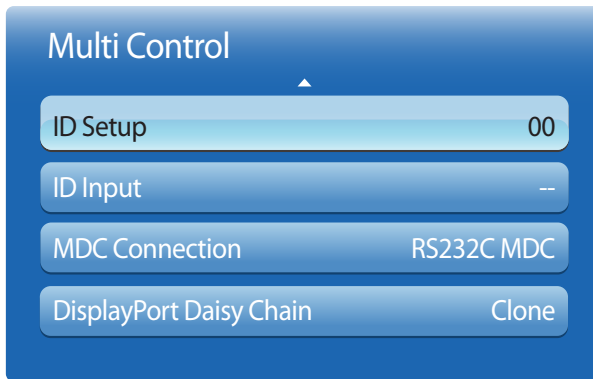 Multi Control
ID Setup 00
ID Input --
MDC Connection RS232C MDC
DisplayPort Daisy Chain Clone